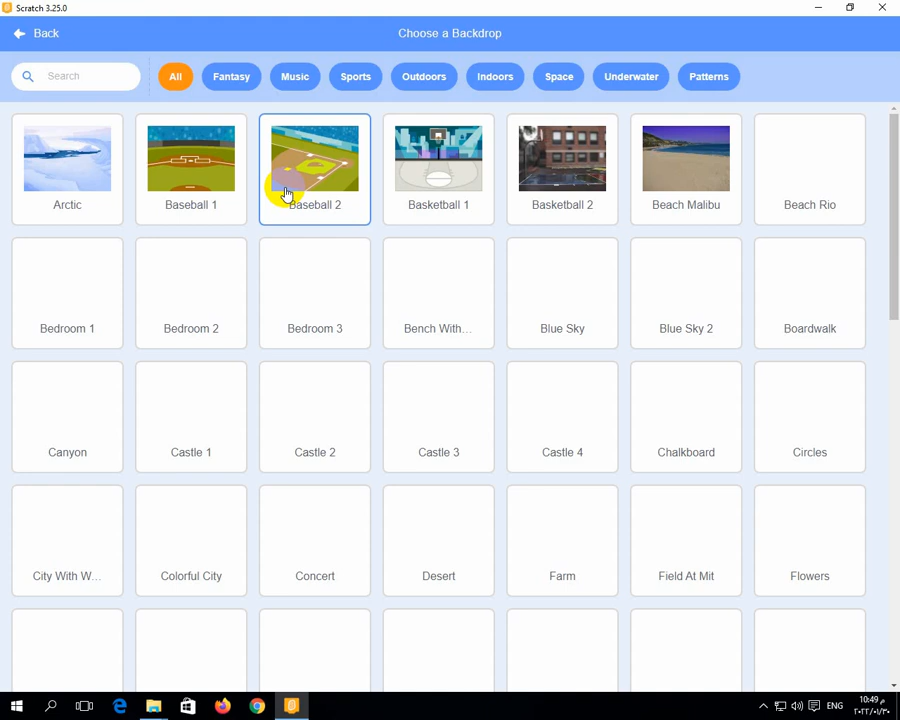 Scratch 3.25.0
Back
Choose a Backdrop
Search
All Fantasy Music Sports Outdoors Indoors Space Underwater Patterns
Arctic Baseball 1 Baseball 2 Basketball 1 Basketball 2 Beach Malibu Beach Rio
Bedroom 1 Bedroom 2 Bedroom 3 Bench With... Blue Sky Blue Sky 2 Boardwalk
Canyon Castle 1 Castle 2 Castle 3 Castle 4 Chalkboard Circles
City With W... Colorful City Concert Desert Farm Field At Mit Flowers
ENG
10:49 م